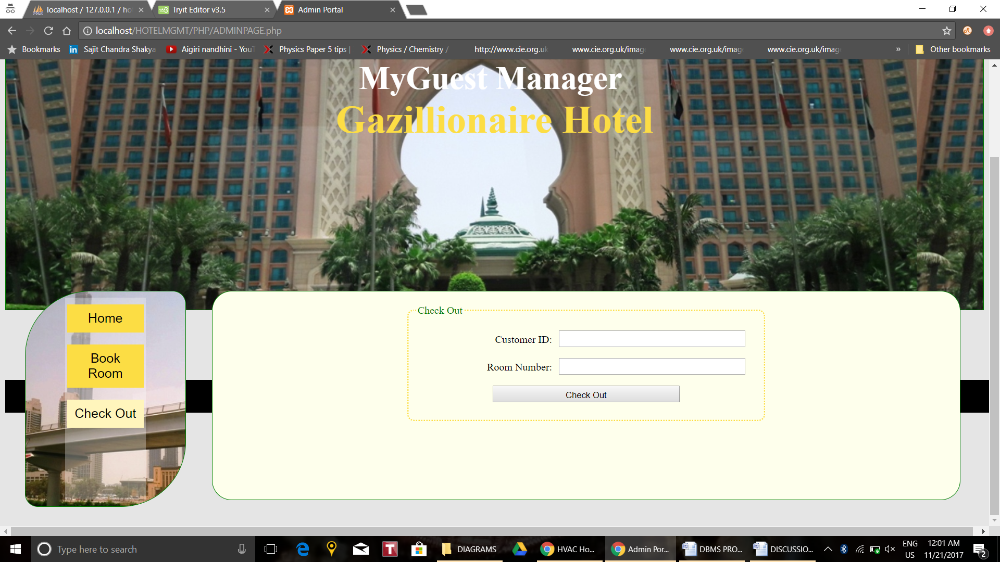 localhost / 127.0.0.1 / ho
Tryit Editor v3.5
Admin Portal
localhost/HOTELMGMT/PHP/ADMINPAGE.php
Bookmarks
Sajit Chandra Shakya
Aigiri nandhini - YouT
Physics Paper 5 tips |
Physics / Chemistry /
http://www.cie.org.uk
www.cie.org.uk/imag
www.cie.org.uk/imag
www.cie.org.uk/imag
»
Other bookmarks
MyGuest Manager
Gazillionaire Hotel
Home
Book
Room
Check Out
Check Out
Customer ID:
Room Number:
Check Out
Type here to search
DIAGRAMS
HVAC Ho...
Admin Por...
DBMS PRO...
DISCUSSIO...
ENG
US
12:01 AM
11/21/2017
2